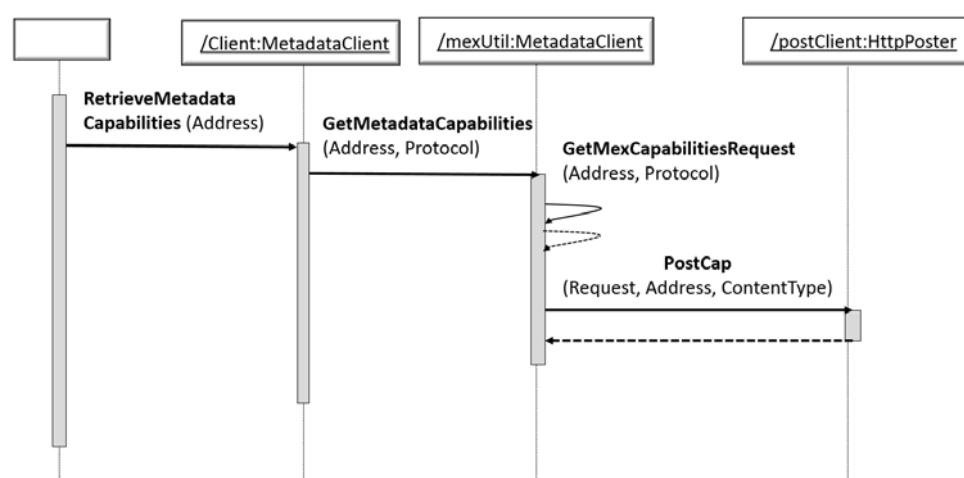 /Client:MetadataClient
/mexUtil:MetadataClient
/postClient:HttpPoster
RetrieveMetadata
Capabilities (Address)
GetMetadataCapabilities
(Address, Protocol)
GetMexCapabilitiesRequest
(Address, Protocol)
PostCap
(Request, Address, ContentType)